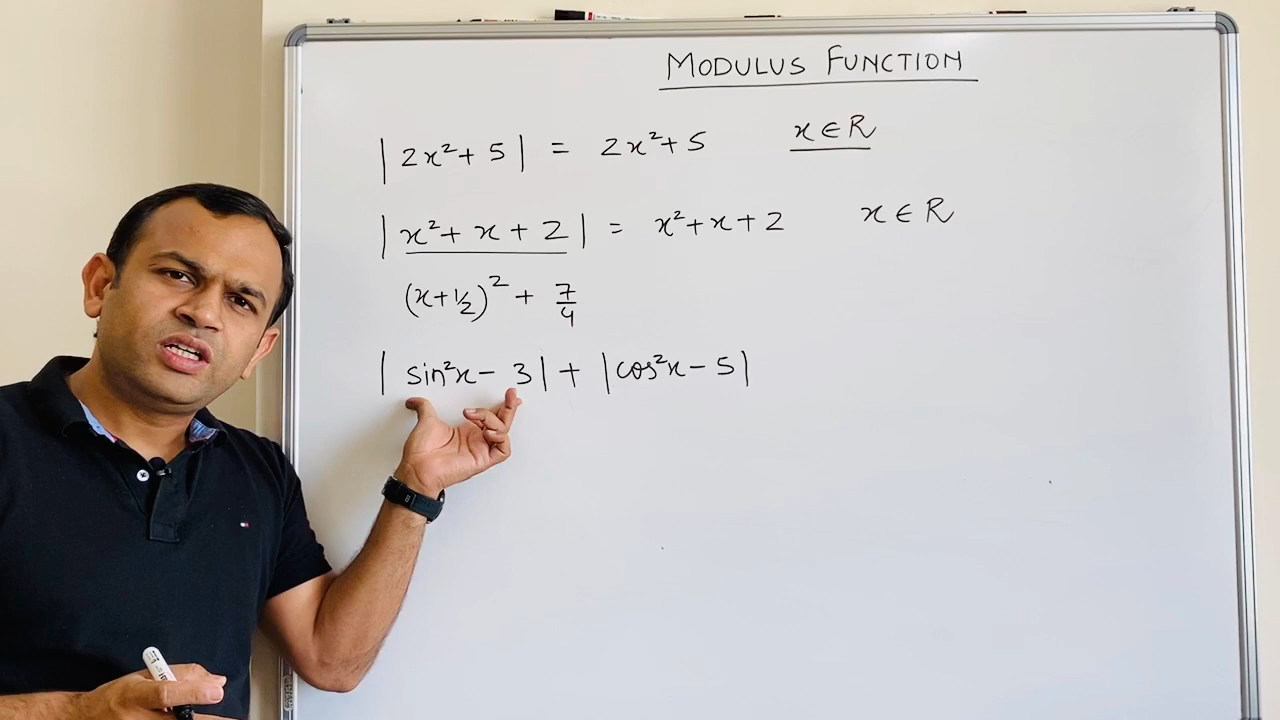 MODULUS FUNCTION
|2x²+5| = 2x²+5 x∈R
|x²+x+2| = x²+x+2 x∈R
(x+½)² + 7/4
|sin²x-3| + |cos²x-5|